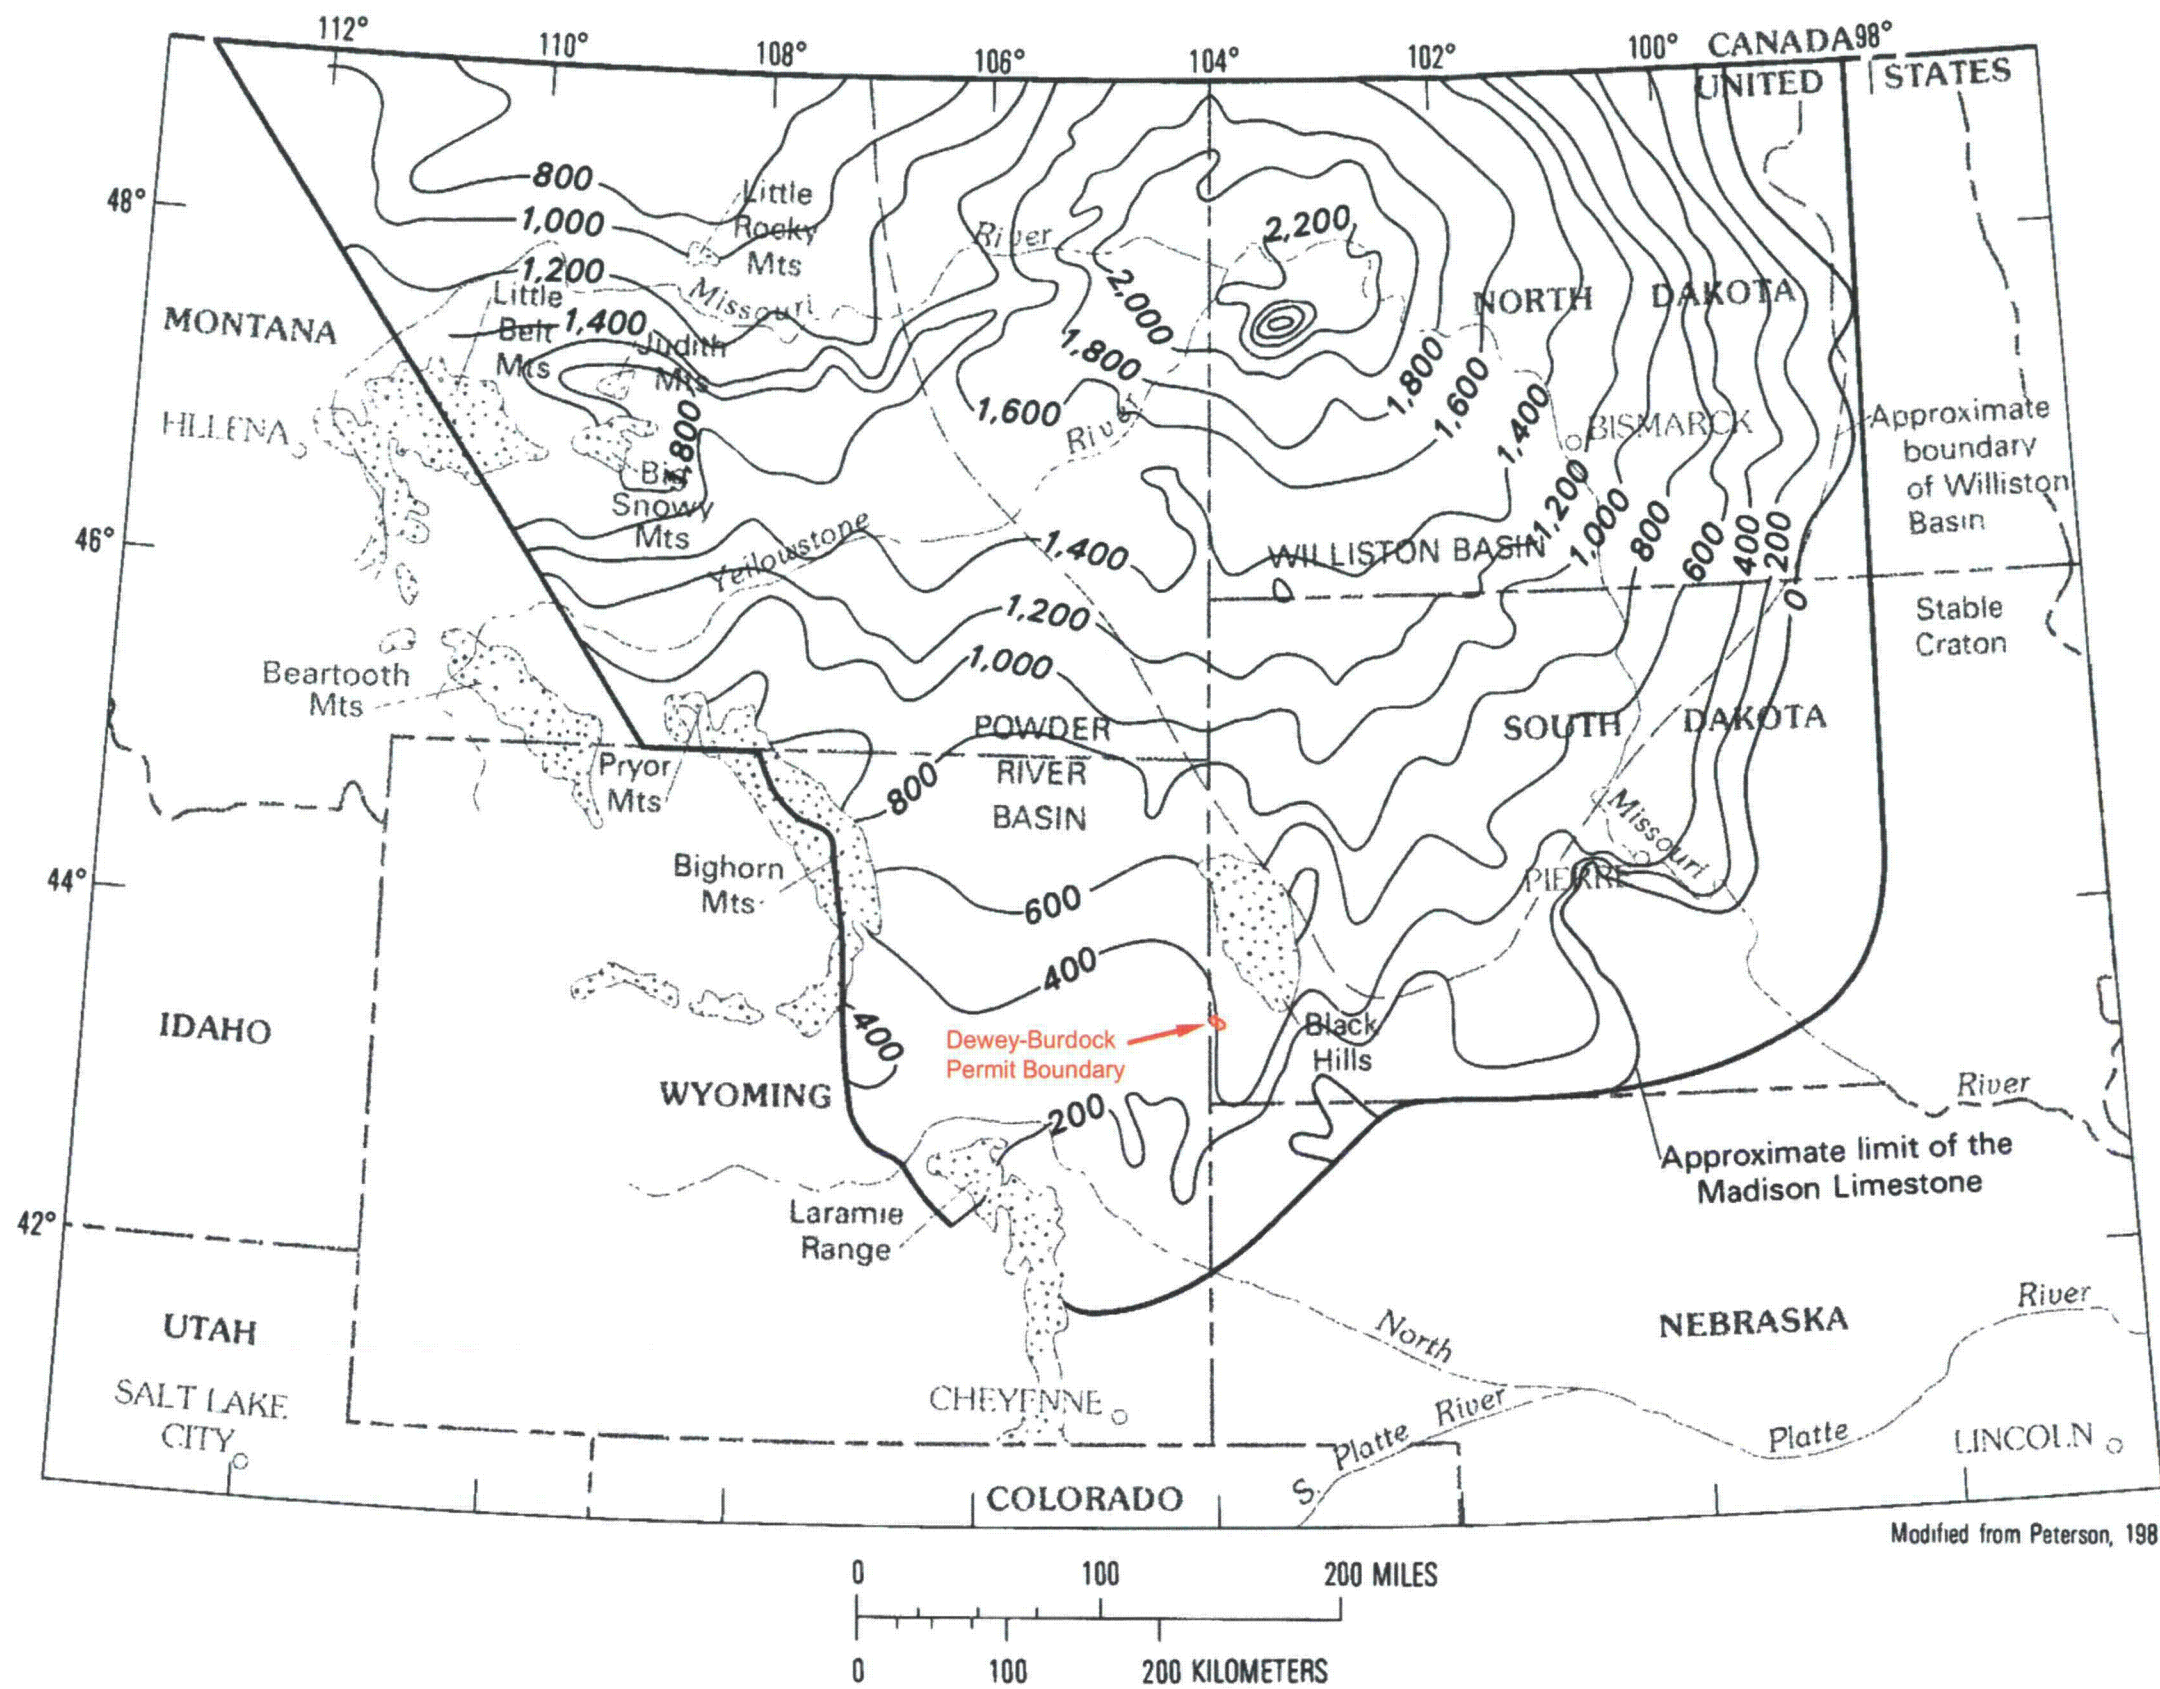 112°
110°
108°
106°
104°
102°
100°
CANADA 98°
UNITED STATES
48°
800
1,000
1,200
1,400
Little
Rocky
Mts
River
Missouri
2,200
2,000
1,800
1,600
River
NORTH DAKOTA
MONTANA
Little
Belt
Mts
Judith
Mts
HELENA
1,800
Big
Snowy
Mts
1,800
1,600
1,400
BISMARCK
Approximate
boundary
of Williston
Basin
46°
Yellowstone
1,400
WILLISTON BASIN
1,200
1,000
800
600
400
200
0
1,200
1,000
Stable
Craton
Beartooth
Mts
Pryor
Mts
POWDER
RIVER
BASIN
800
SOUTH DAKOTA
Missouri
PIERRE
44°
Bighorn
Mts
600
400
IDAHO
400
Dewey-Burdock
Permit Boundary
Black
Hills
WYOMING
200
River
Approximate limit of the
Madison Limestone
42°
Laramie
Range
UTAH
SALT LAKE
CITY
CHEYENNE
North
NEBRASKA
River
Platte
S. Platte River
LINCOLN
COLORADO
Modified from Peterson, 198
0 100 200 MILES
0 100 200 KILOMETERS